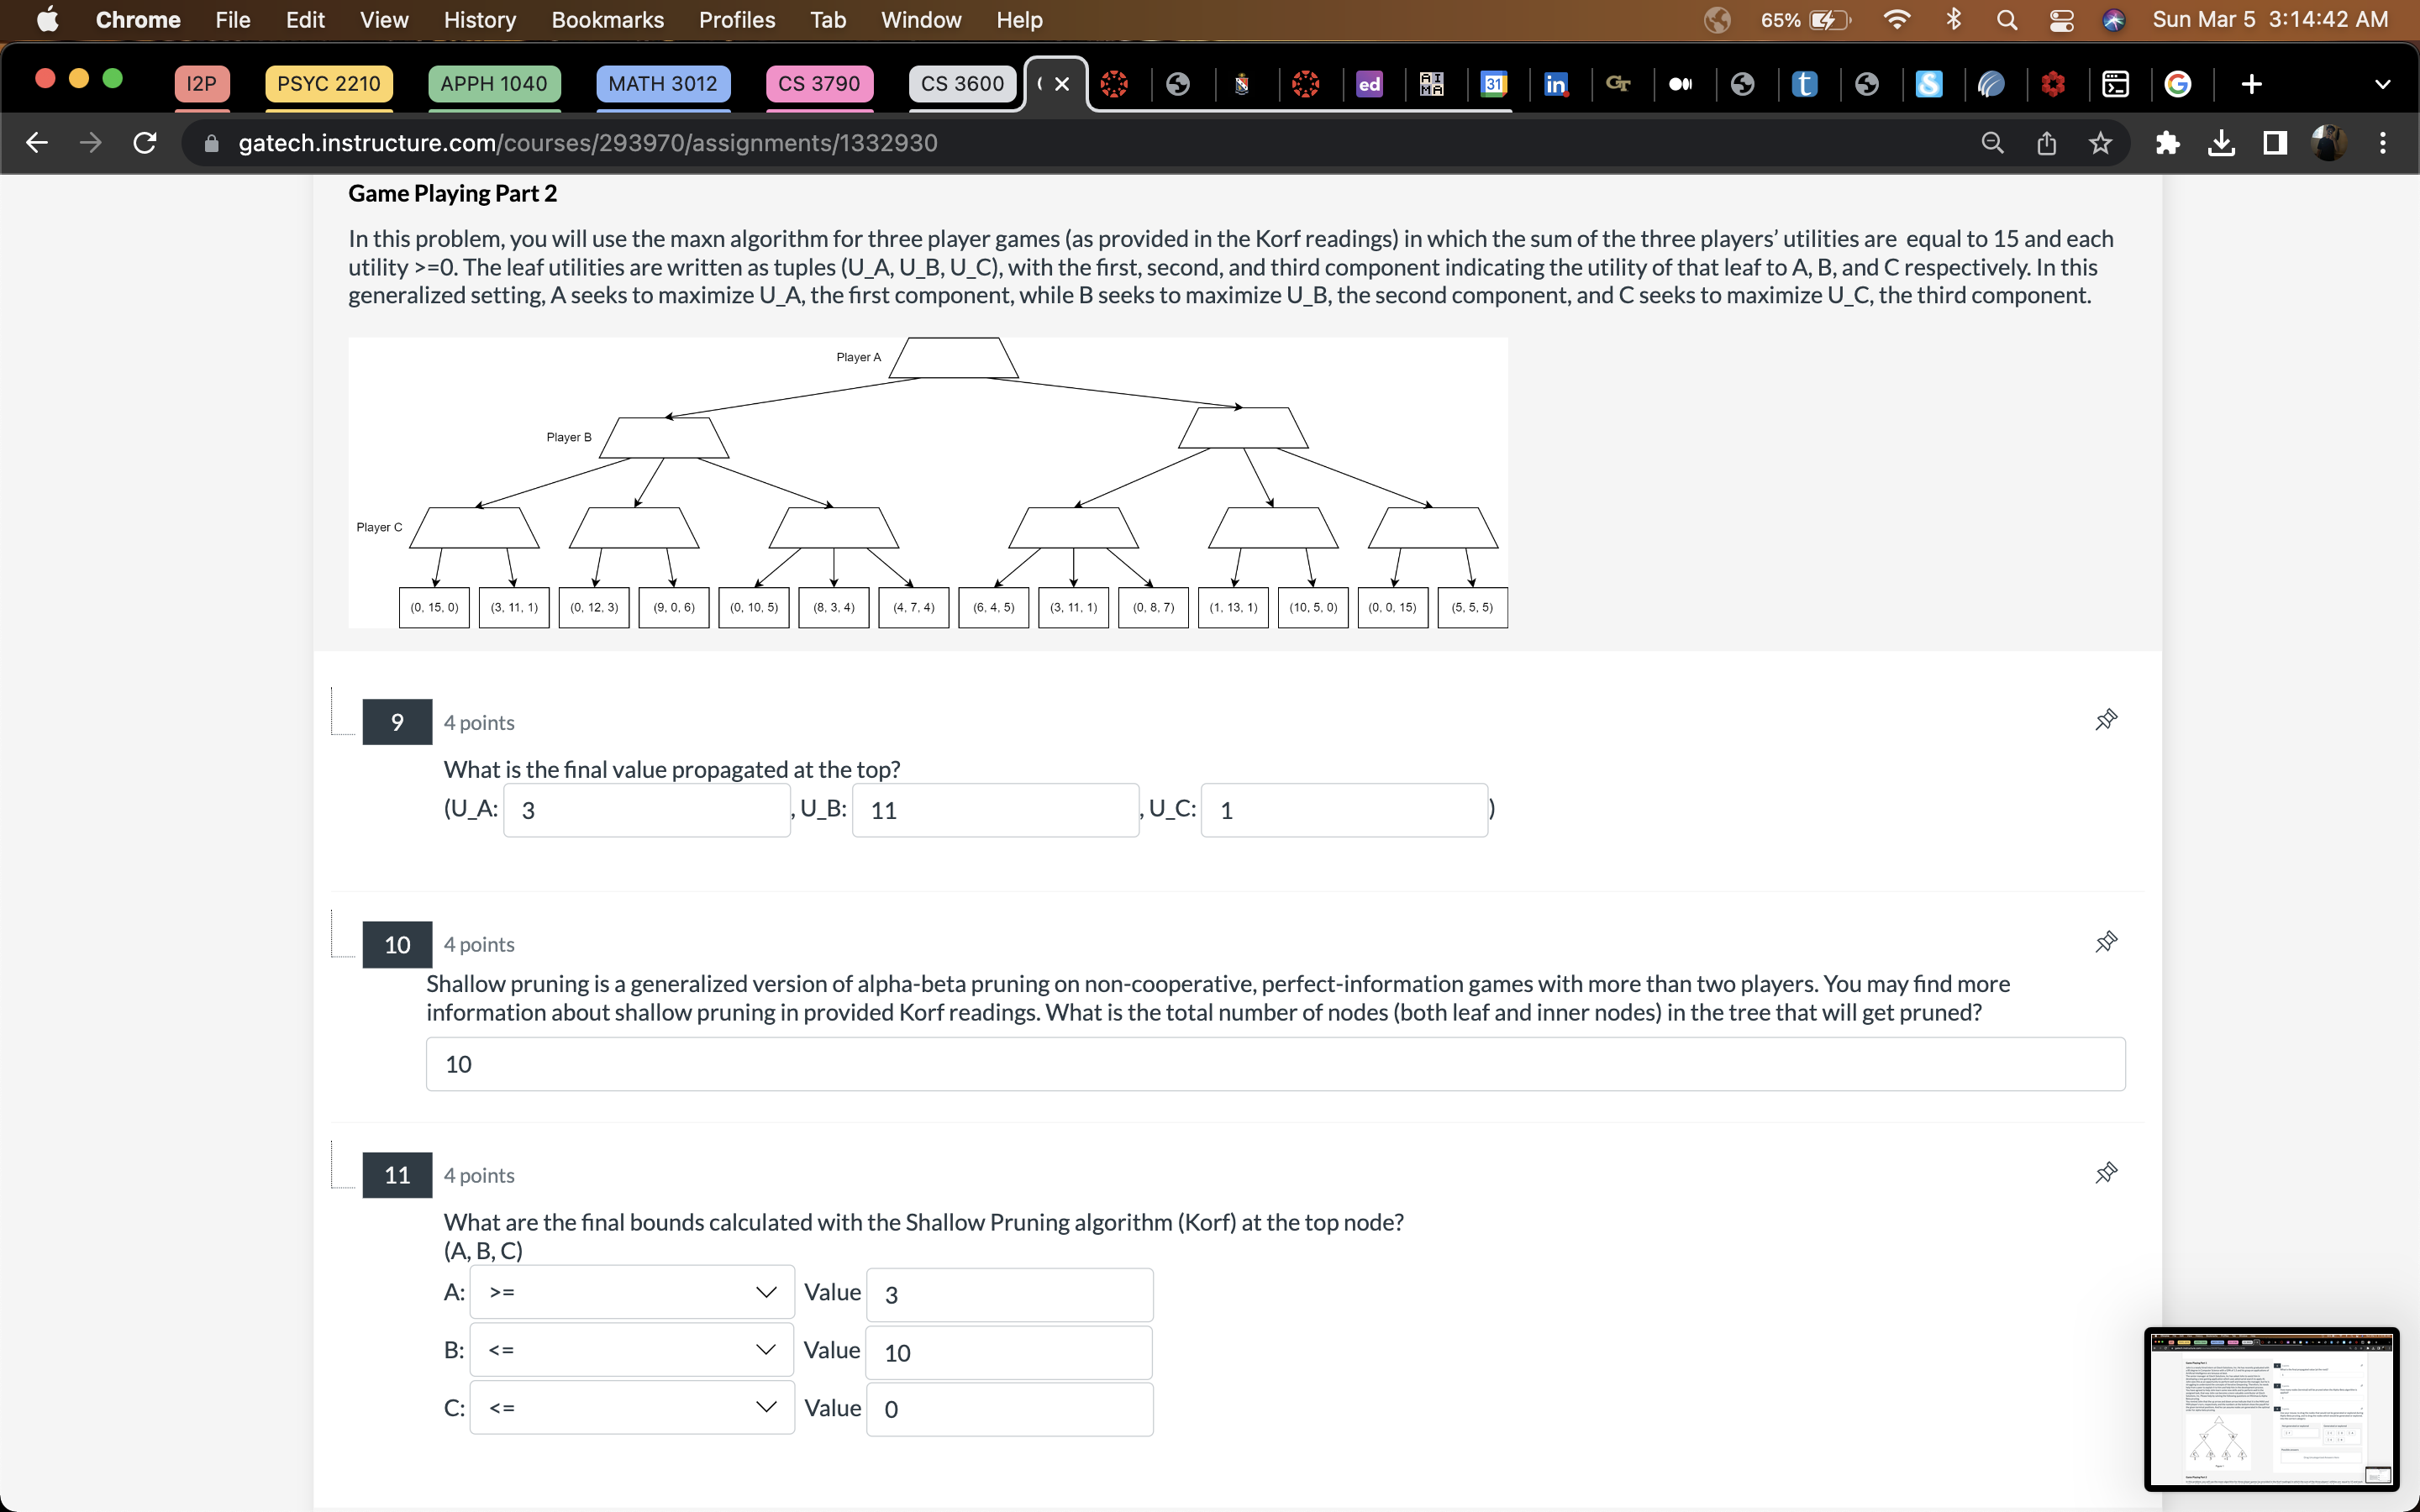 Chrome File Edit View History Bookmarks Profiles Tab Window Help 65% Sun Mar 5 3:14:42 AM
I2P PSYC 2210 APPH 1040 MATH 3012 CS 3790 CS 3600 ed AI MA 31 in GT t S G
gatech.instructure.com/courses/293970/assignments/1332930
Game Playing Part 2
In this problem, you will use the maxn algorithm for three player games (as provided in the Korf readings) in which the sum of the three players' utilities are equal to 15 and each
utility >=0. The leaf utilities are written as tuples (U_A, U_B, U_C), with the first, second, and third component indicating the utility of that leaf to A, B, and C respectively. In this
generalized setting, A seeks to maximize U_A, the first component, while B seeks to maximize U_B, the second component, and C seeks to maximize U_C, the third component.
Player A
Player B
Player C
(0, 15, 0) (3, 11, 1) (0, 12, 3) (9, 0, 6) (0, 10, 5) (8, 3, 4) (4, 7, 4) (6, 4, 5) (3, 11, 1) (0, 8, 7) (1, 13, 1) (10, 5, 0) (0, 0, 15) (5, 5, 5)
9 4 points
What is the final value propagated at the top?
(U_A: 3 , U_B: 11 , U_C: 1 )
10 4 points
Shallow pruning is a generalized version of alpha-beta pruning on non-cooperative, perfect-information games with more than two players. You may find more
information about shallow pruning in provided Korf readings. What is the total number of nodes (both leaf and inner nodes) in the tree that will get pruned?
10
11 4 points
What are the final bounds calculated with the Shallow Pruning algorithm (Korf) at the top node?
(A, B, C)
A: >= Value 3
B: <= Value 10
C: <= Value 0